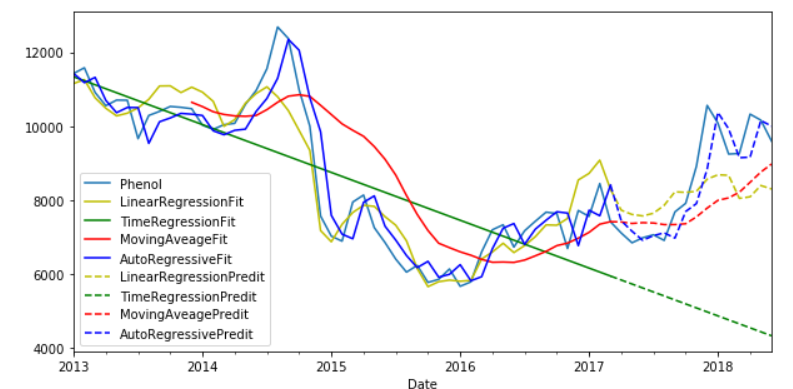 12000
10000
8000
6000
4000
Phenol
LinearRegressionFit
TimeRegressionFit
MovingAveageFit
AutoRegressiveFit
LinearRegressionPredit
TimeRegressionPredit
MovingAveagePredit
AutoRegressivePredit
2013 2014 2015 2016 2017 2018
Date